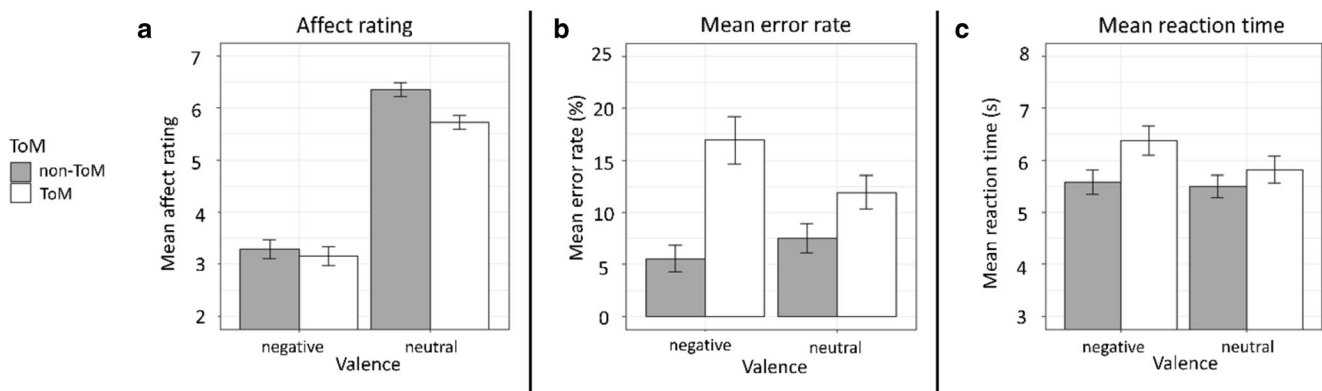 ToM
non-ToM
ToM
a
Affect rating
Mean affect rating
7
6
5
4
3
2
negative
neutral
Valence
b
Mean error rate
Mean error rate (%)
25
20
15
10
5
0
negative
neutral
Valence
c
Mean reaction time
Mean reaction time (s)
8
7
6
5
4
3
negative
neutral
Valence